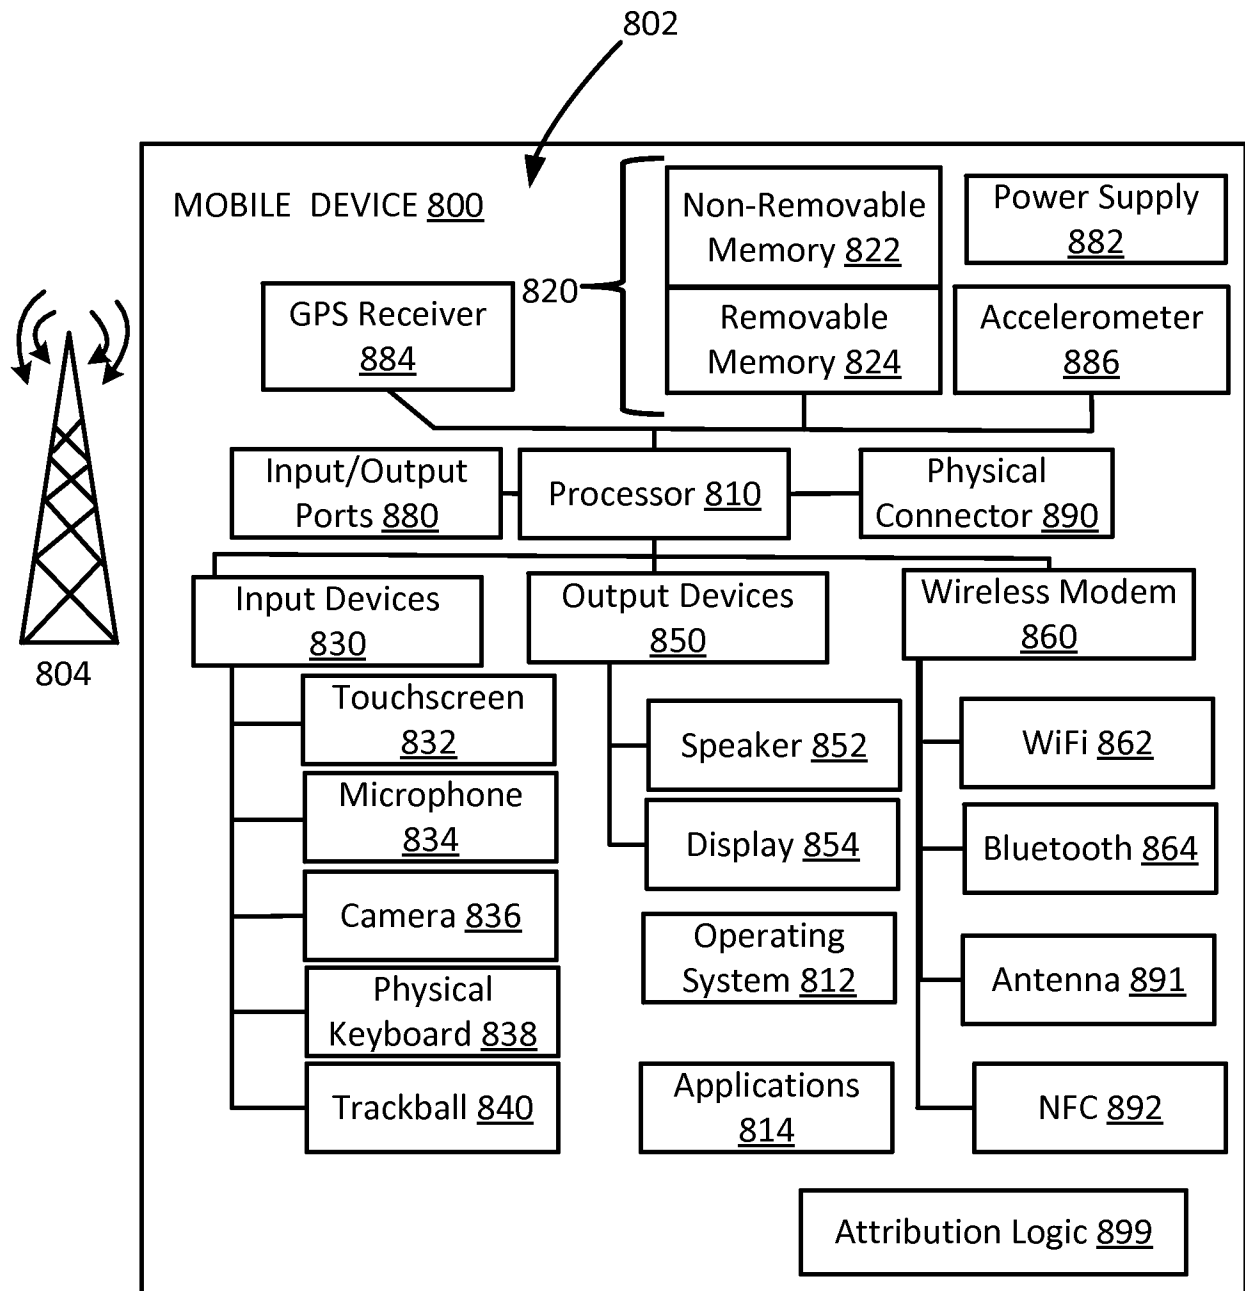 802
MOBILE DEVICE 800
Non-Removable
Memory 822
Power Supply
882
820
GPS Receiver
884
Removable
Memory 824
Accelerometer
886
Input/Output
Ports 880
Processor 810
Physical
Connector 890
804
Input Devices
830
Output Devices
850
Wireless Modem
860
Touchscreen
832
Microphone
834
Camera 836
Physical
Keyboard 838
Trackball 840
Speaker 852
Display 854
Operating
System 812
Applications
814
WiFi 862
Bluetooth 864
Antenna 891
NFC 892
Attribution Logic 899